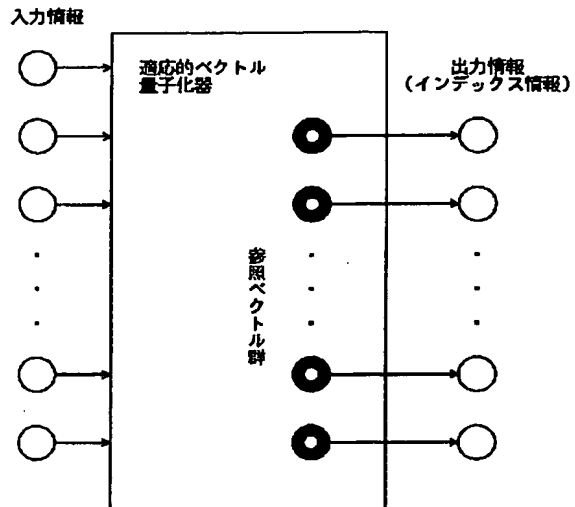 入力情報
適応的ベクトル
量子化器
出力情報
(インデックス情報)
参照ベクトル群